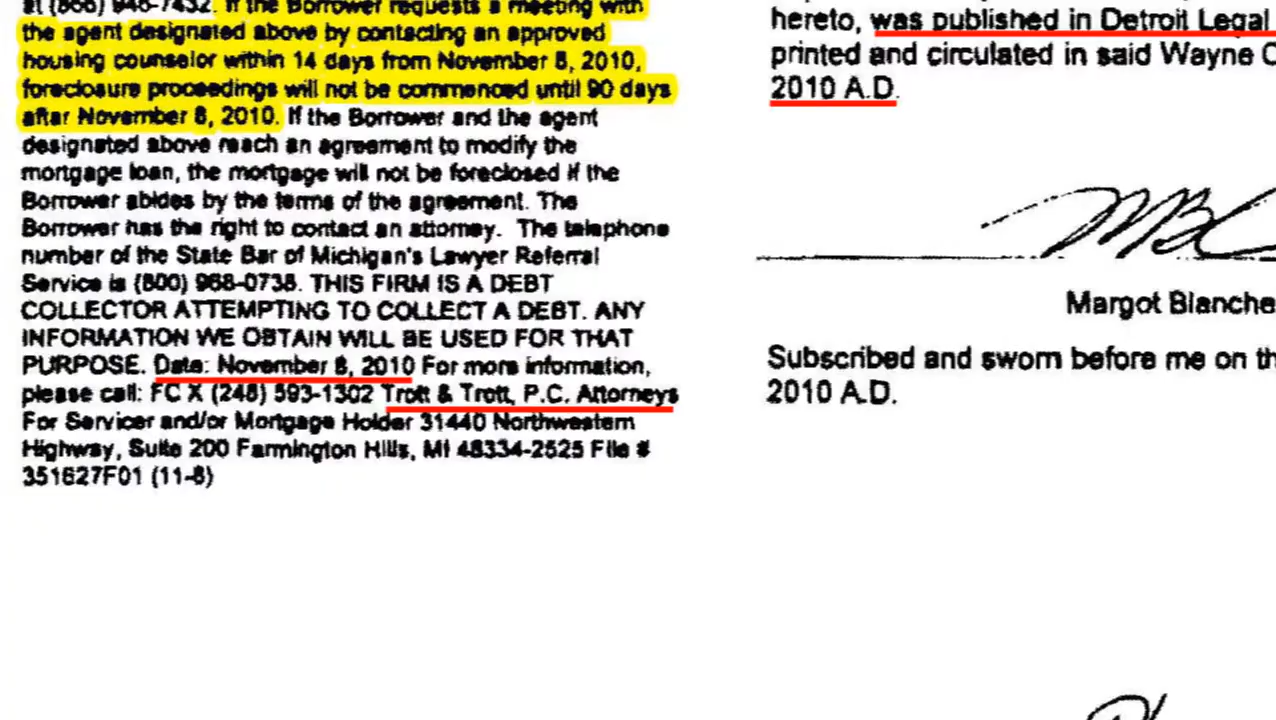 at (866) 946-7432. If the Borrower requests a meeting with
the agent designated above by contacting an approved
housing counselor within 14 days from November 8, 2010,
foreclosure proceedings will not be commenced until 90 days
after November 8, 2010. If the Borrower and the agent
designated above reach an agreement to modify the
mortgage loan, the mortgage will not be foreclosed if the
Borrower abides by the terms of the agreement. The
Borrower has the right to contact an attorney. The telephone
number of the State Bar of Michigan's Lawyer Referral
Service is (800) 968-0738. THIS FIRM IS A DEBT
COLLECTOR ATTEMPTING TO COLLECT A DEBT. ANY
INFORMATION WE OBTAIN WILL BE USED FOR THAT
PURPOSE. Date: November 8, 2010 For more information,
please call: FC X (248) 593-1302 Trott & Trott, P.C. Attorneys
For Servicer and/or Mortgage Holder 31440 Northwestern
Highway, Suite 200 Farmington Hills, MI 48334-2525 File #
351627F01 (11-8)
hereto, was published in Detroit Legal
printed and circulated in said Wayne C
2010 A.D.
Margot Blanche
Subscribed and sworn before me on th
2010 A.D.